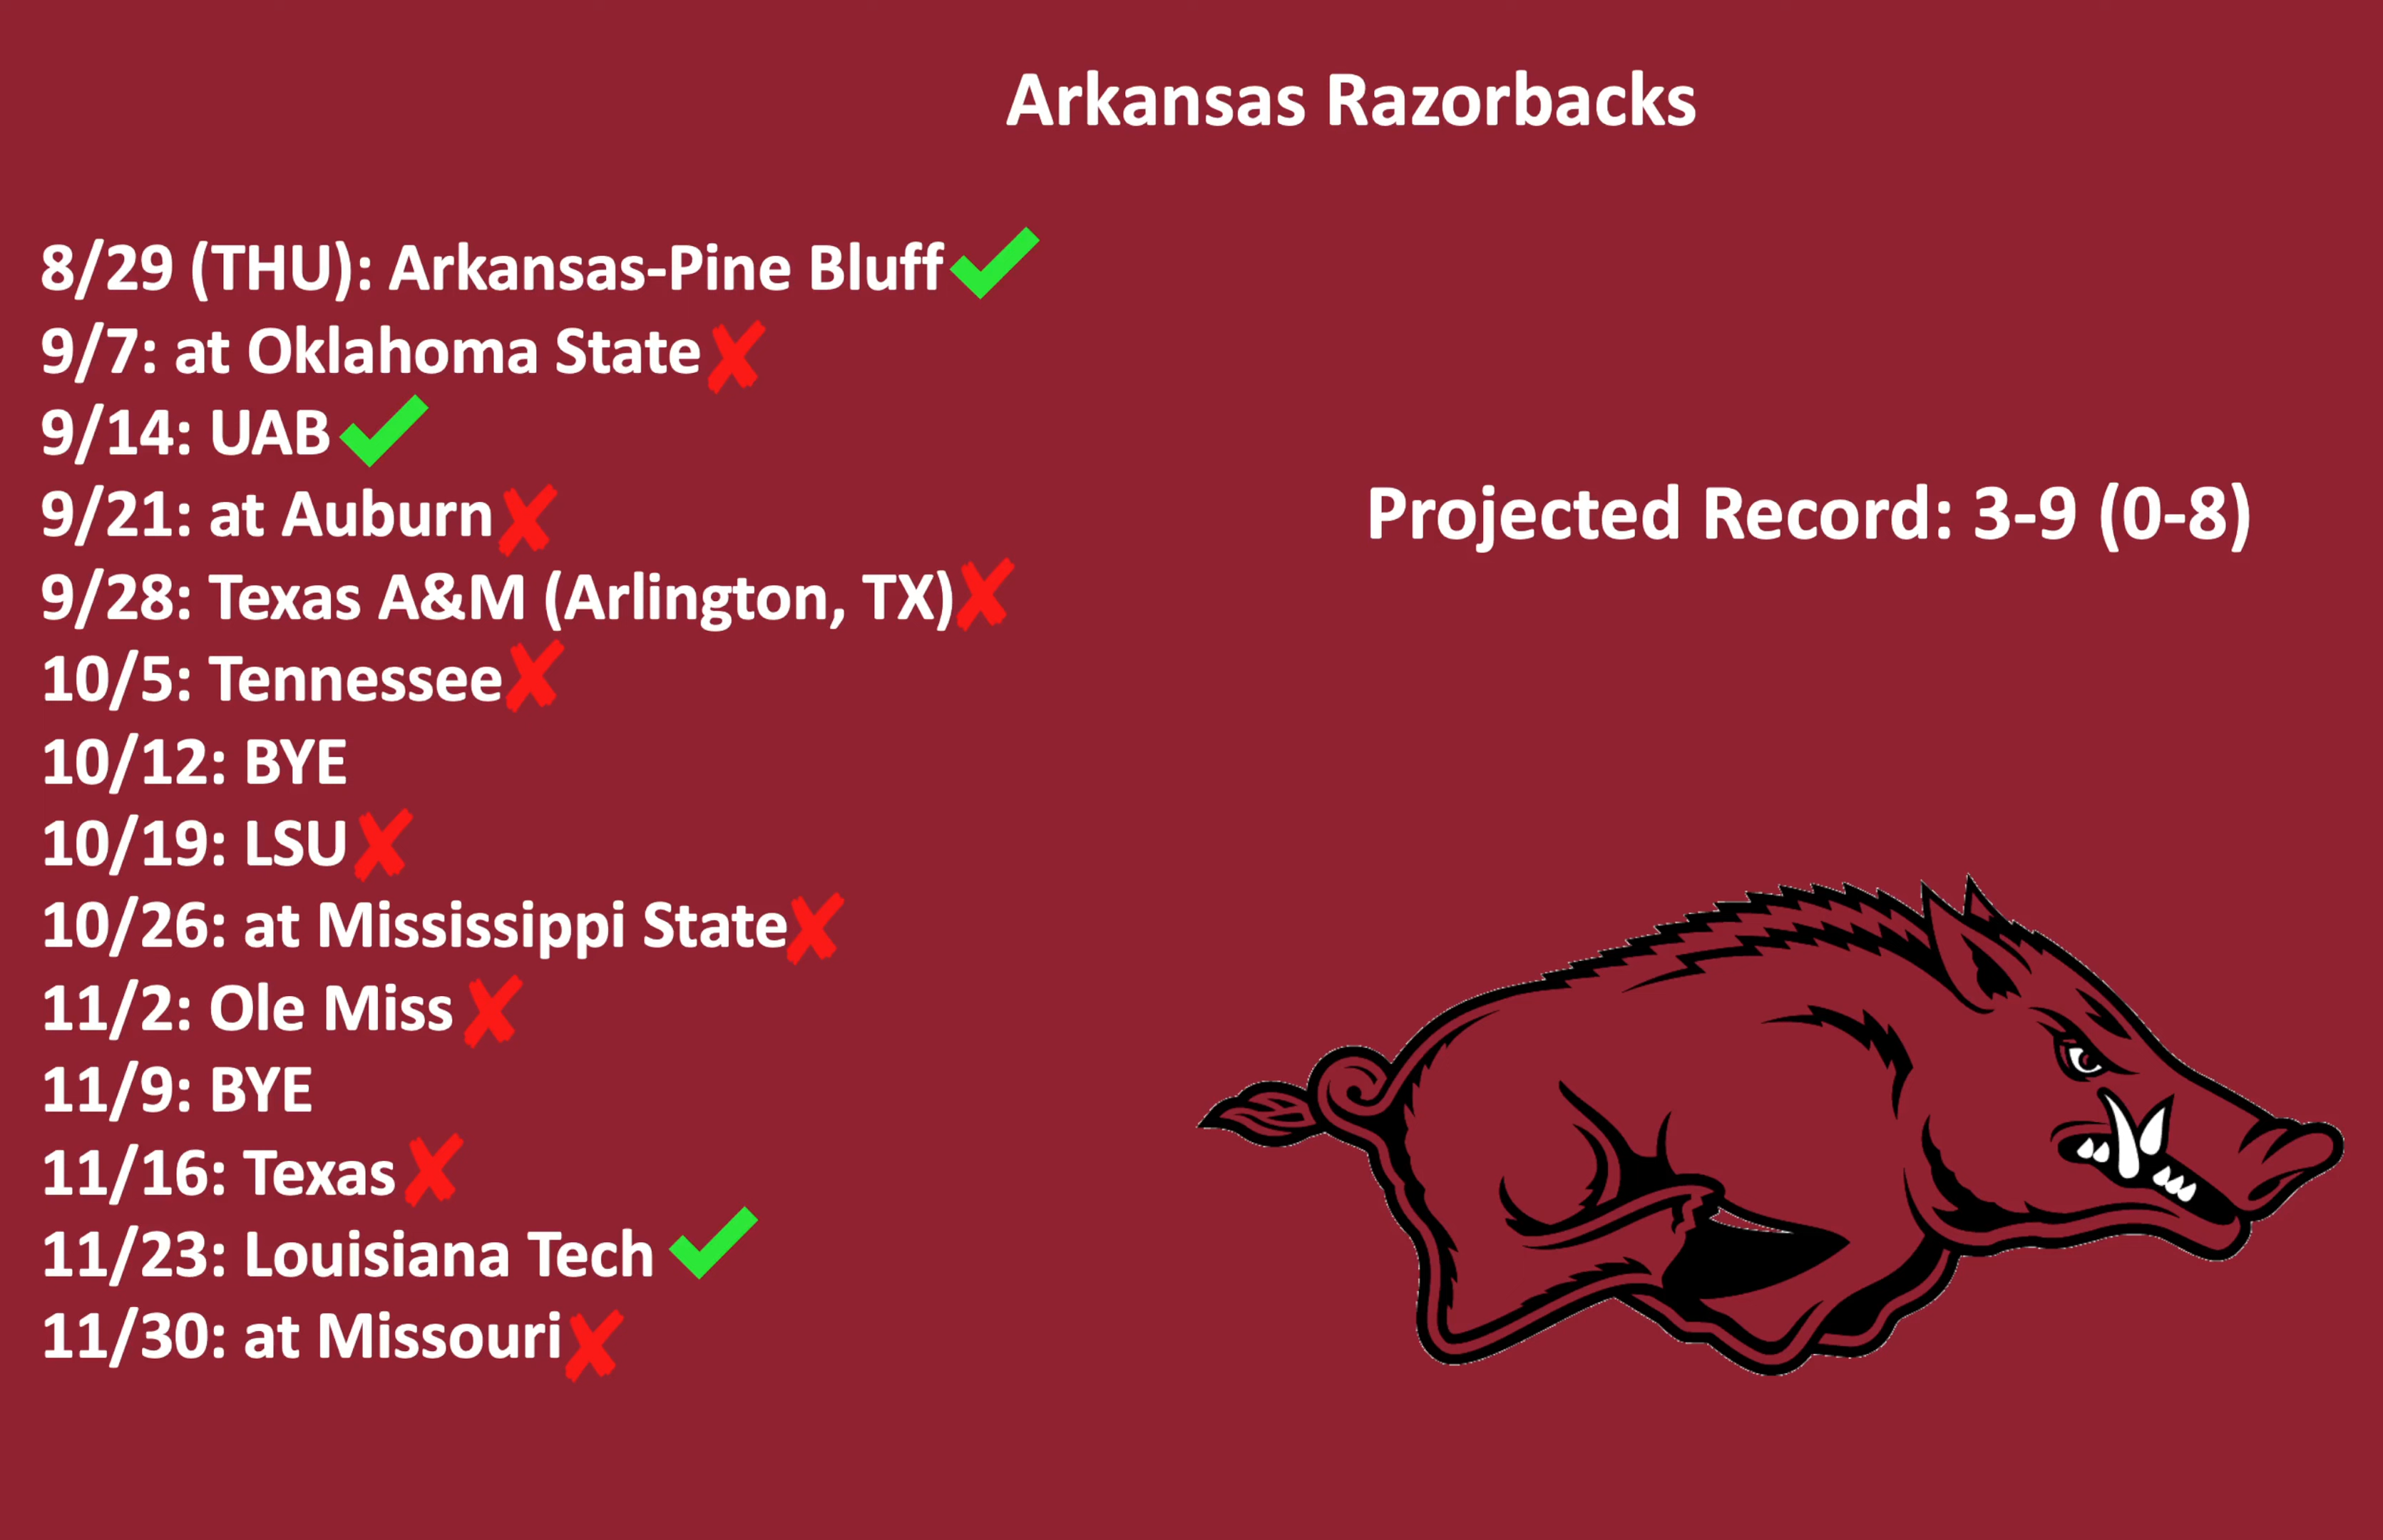 Arkansas Razorbacks
8/29 (THU): Arkansas-Pine Bluff
9/7: at Oklahoma State
9/14: UAB
9/21: at Auburn
Projected Record: 3-9 (0-8)
9/28: Texas A&M (Arlington, TX)
10/5: Tennessee
10/12: BYE
10/19: LSU
10/26: at Mississippi State
11/2: Ole Miss
11/9: BYE
11/16: Texas
11/23: Louisiana Tech
11/30: at Missouri